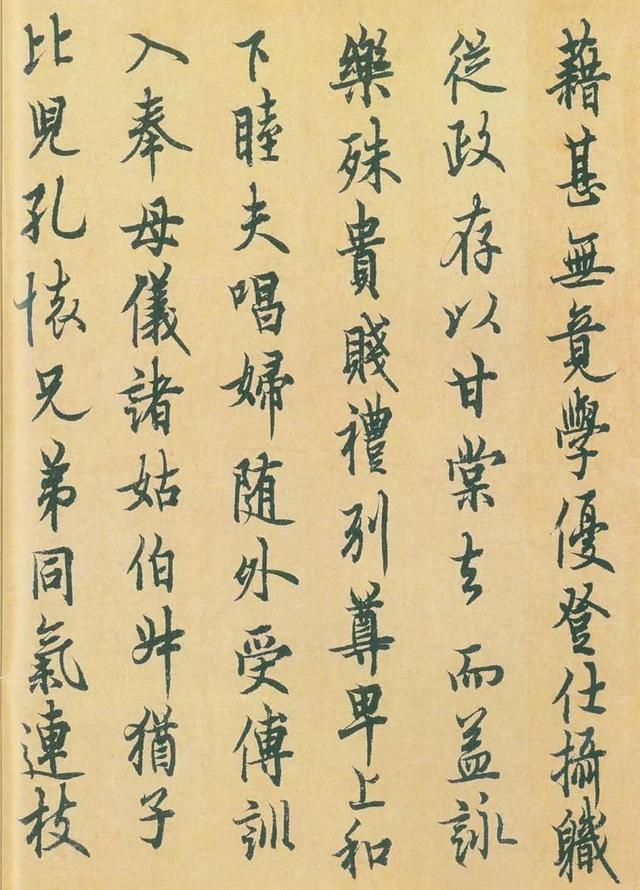 藉甚無竟學優登仕攝職
從政存以甘棠去而益詠
樂殊貴賤禮別尊卑上和
下睦夫唱婦随外受傅訓
入奉母儀諸姑伯叔猶子
比兒孔懐兄弟同氣連枝